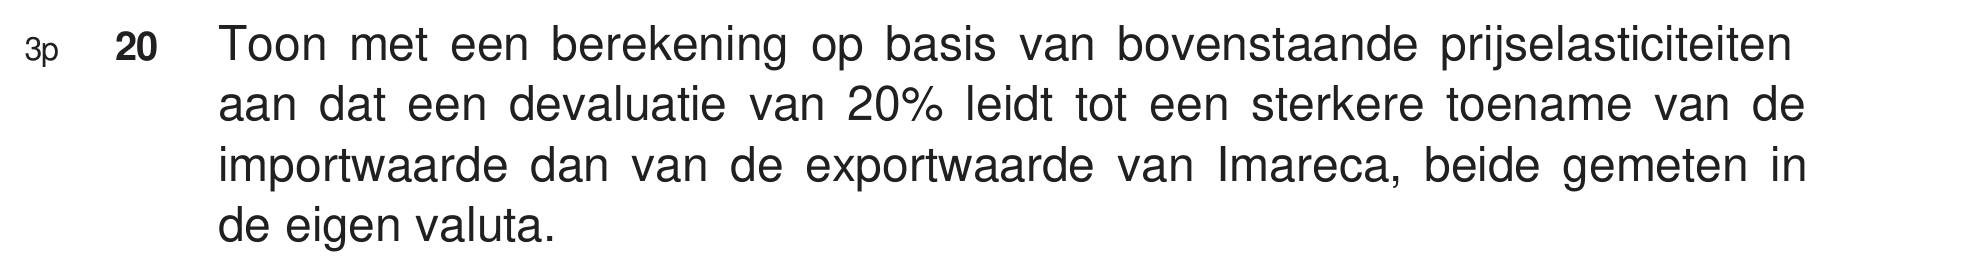 3p 20 Toon met een berekening op basis van bovenstaande prijselasticiteiten
aan dat een devaluatie van 20% leidt tot een sterkere toename van de
importwaarde dan van de exportwaarde van Imareca, beide gemeten in
de eigen valuta.